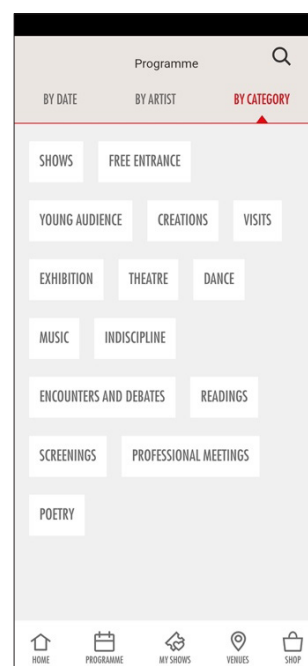 Programme
BY DATE BY ARTIST BY CATEGORY
SHOWS FREE ENTRANCE
YOUNG AUDIENCE CREATIONS VISITS
EXHIBITION THEATRE DANCE
MUSIC INDISCIPLINE
ENCOUNTERS AND DEBATES READINGS
SCREENINGS PROFESSIONAL MEETINGS
POETRY
HOME PROGRAMME MY SHOWS VENUES SHOP